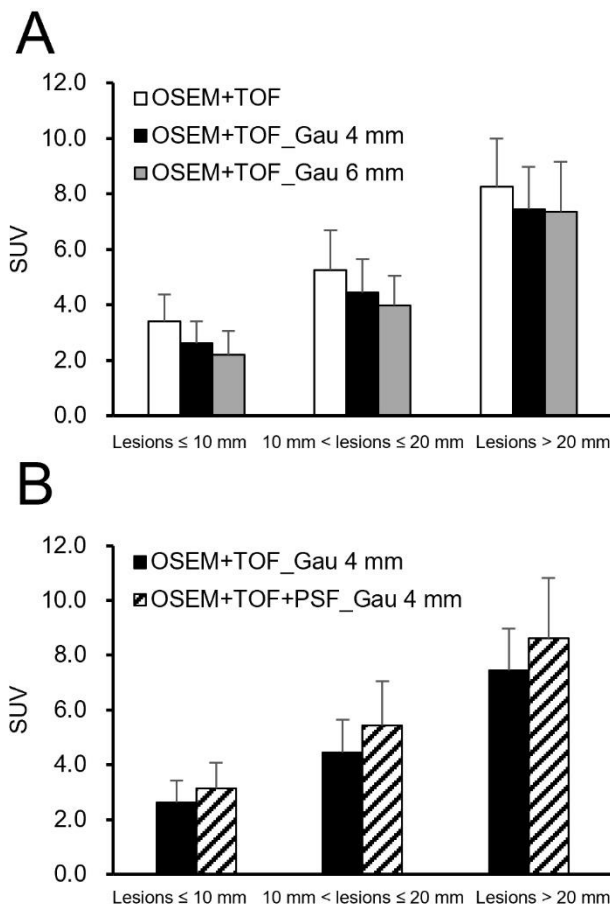 A
OSEM+TOF
OSEM+TOF_Gau 4 mm
OSEM+TOF_Gau 6 mm
SUV
12.0
10.0
8.0
6.0
4.0
2.0
0.0
Lesions ≤ 10 mm 10 mm < lesions ≤ 20 mm Lesions > 20 mm
B
OSEM+TOF_Gau 4 mm
OSEM+TOF+PSF_Gau 4 mm
SUV
12.0
10.0
8.0
6.0
4.0
2.0
0.0
Lesions ≤ 10 mm 10 mm < lesions ≤ 20 mm Lesions > 20 mm